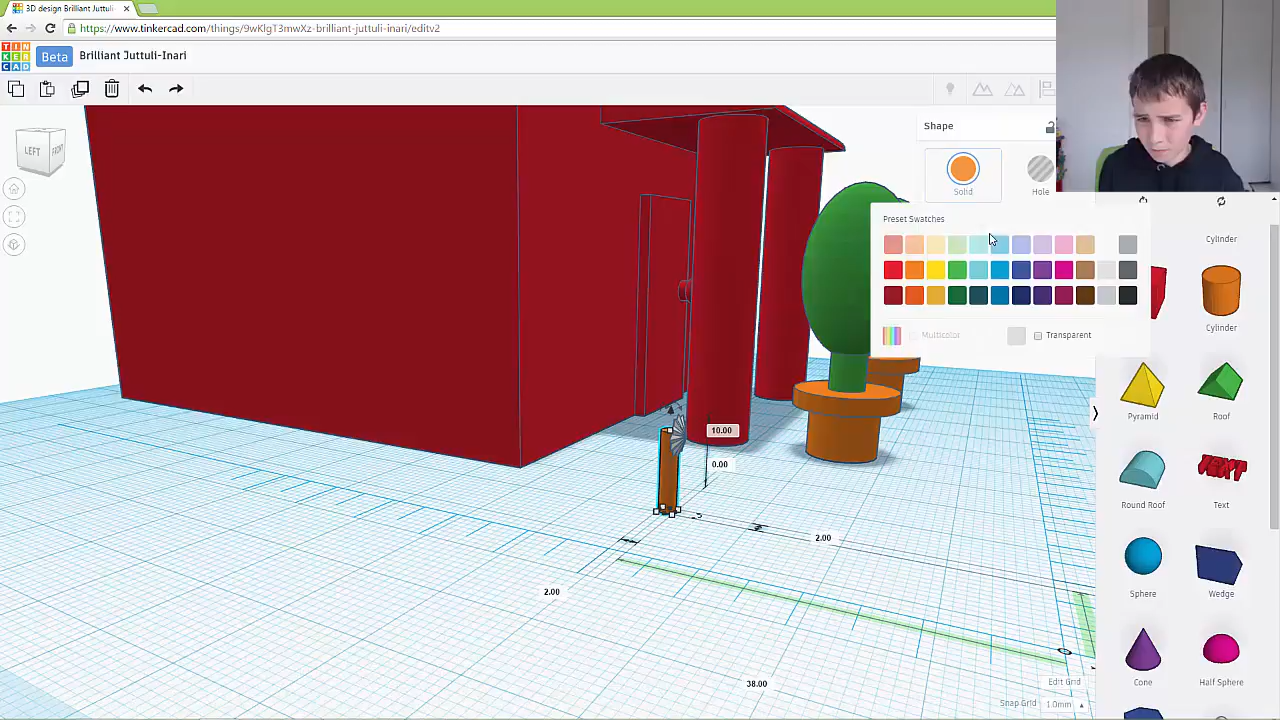 3D design Brilliant Juttuli-
https://www.tinkercad.com/things/9wKlgT3mwXz-brilliant-juttuli-inari/editv2
TIN
KER
CAD
Beta
Brilliant Juttuli-Inari
LEFT
FRONT
Shape
Solid
Hole
Preset Swatches
Multicolor
Transparent
Cylinder
Cylinder
Pyramid
Roof
Round Roof
Text
Sphere
Wedge
Cone
Half Sphere
10.00
0.00
2.00
2.00
38.00
Edit Grid
Snap Grid
1.0mm